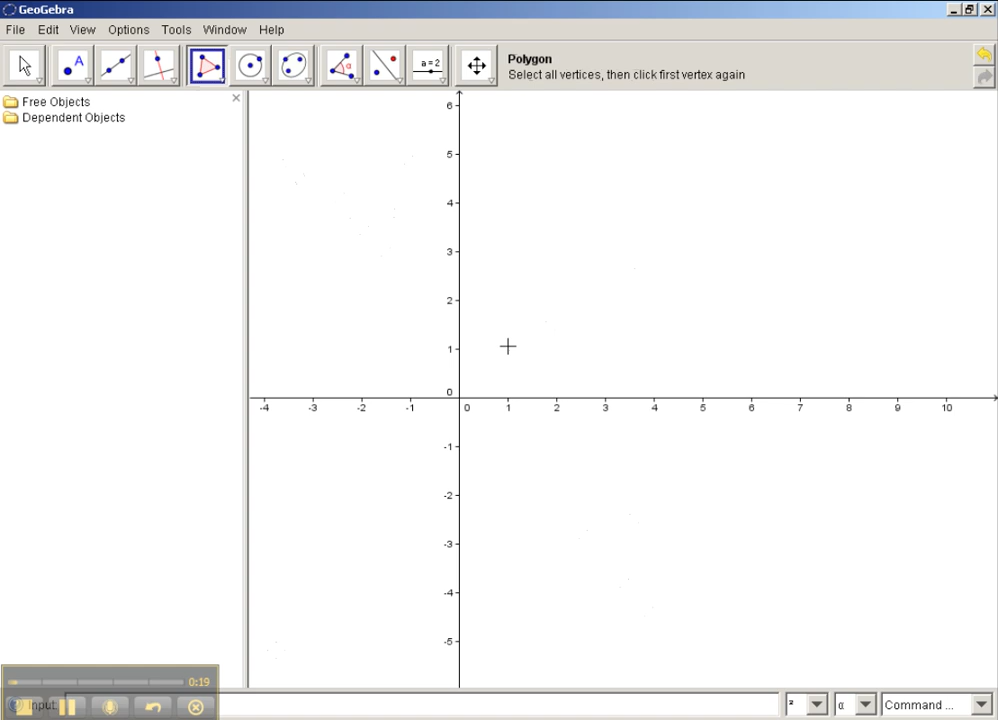 GeoGebra
File Edit View Options Tools Window Help
A
α
a = 2
Polygon
Select all vertices, then click first vertex again
Free Objects
Dependent Objects
6
5
4
3
2
1
0
-4 -3 -2 -1 0 1 2 3 4 5 6 7 8 9 10
-1
-2
-3
-4
-5
0:19
Input:
² α Command ...